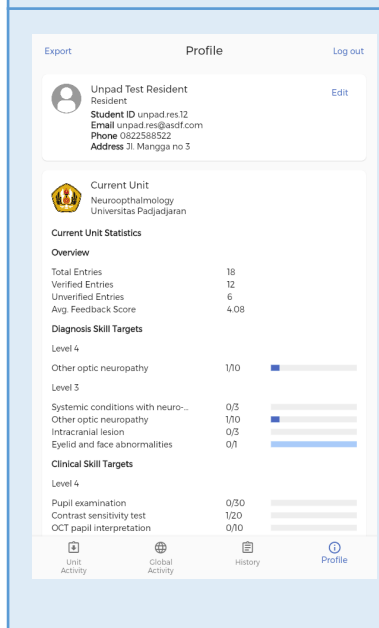 Export Profile Log out
Unpad Test Resident Edit
Resident
Student ID unpad.res.12
Email unpad.res@asdf.com
Phone 0822588522
Address Jl. Mangga no 3
Current Unit
Neuroopthalmology
Universitas Padjadjaran
Current Unit Statistics
Overview
Total Entries 18
Verified Entries 12
Unverified Entries 6
Avg. Feedback Score 4.08
Diagnosis Skill Targets
Level 4
Other optic neuropathy 1/10
Level 3
Systemic conditions with neuro-... 0/3
Other optic neuropathy 1/10
Intracranial lesion 0/3
Eyelid and face abnormalities 0/1
Clinical Skill Targets
Level 4
Pupil examination 0/30
Contrast sensitivity test 1/20
OCT papil interpretation 0/10
Unit Activity Global Activity History Profile